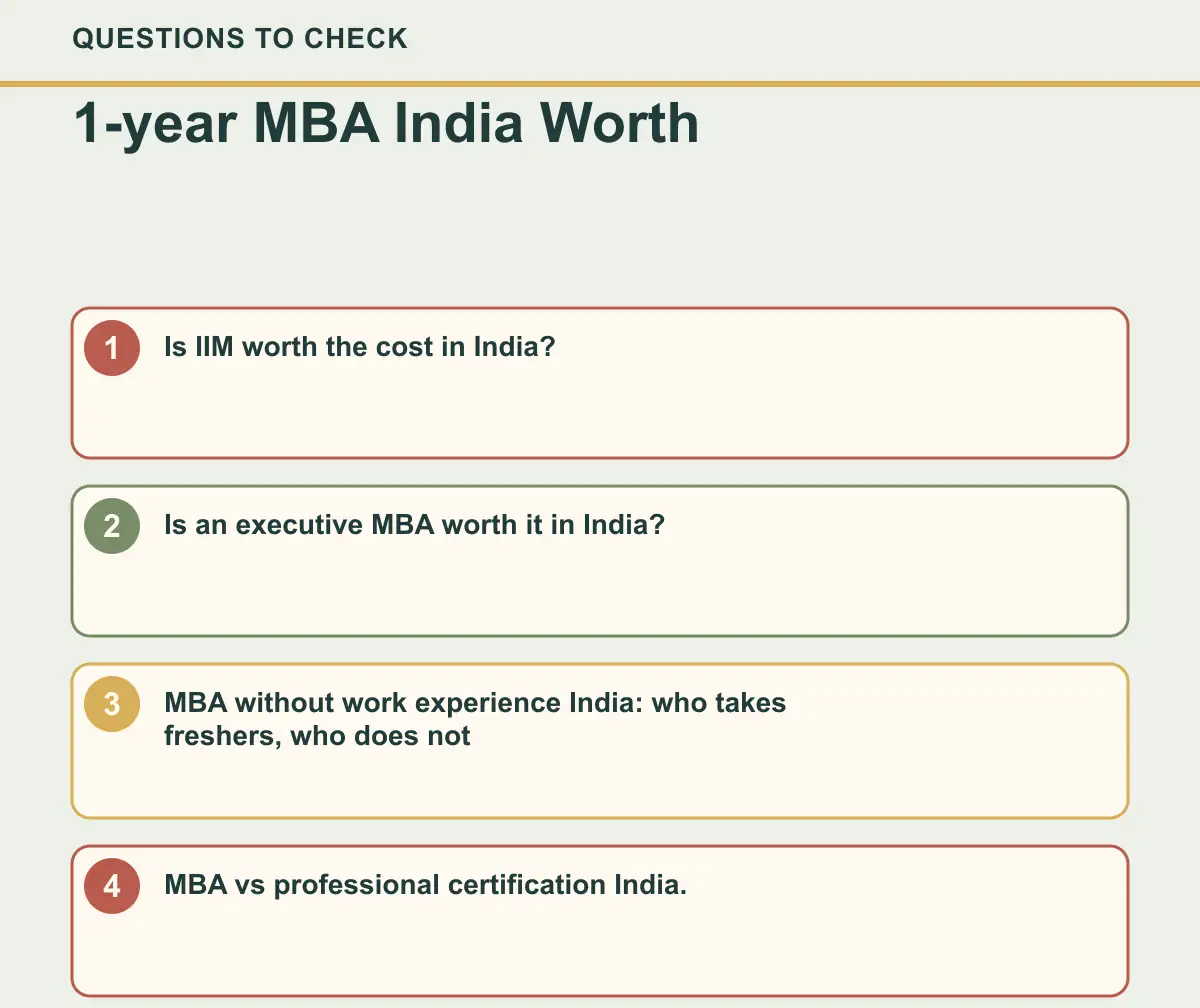 QUESTIONS TO CHECK
1-year MBA India Worth
1
Is IIM worth the cost in India?
2
Is an executive MBA worth it in India?
3
MBA without work experience India: who takes
freshers, who does not
4
MBA vs professional certification India.